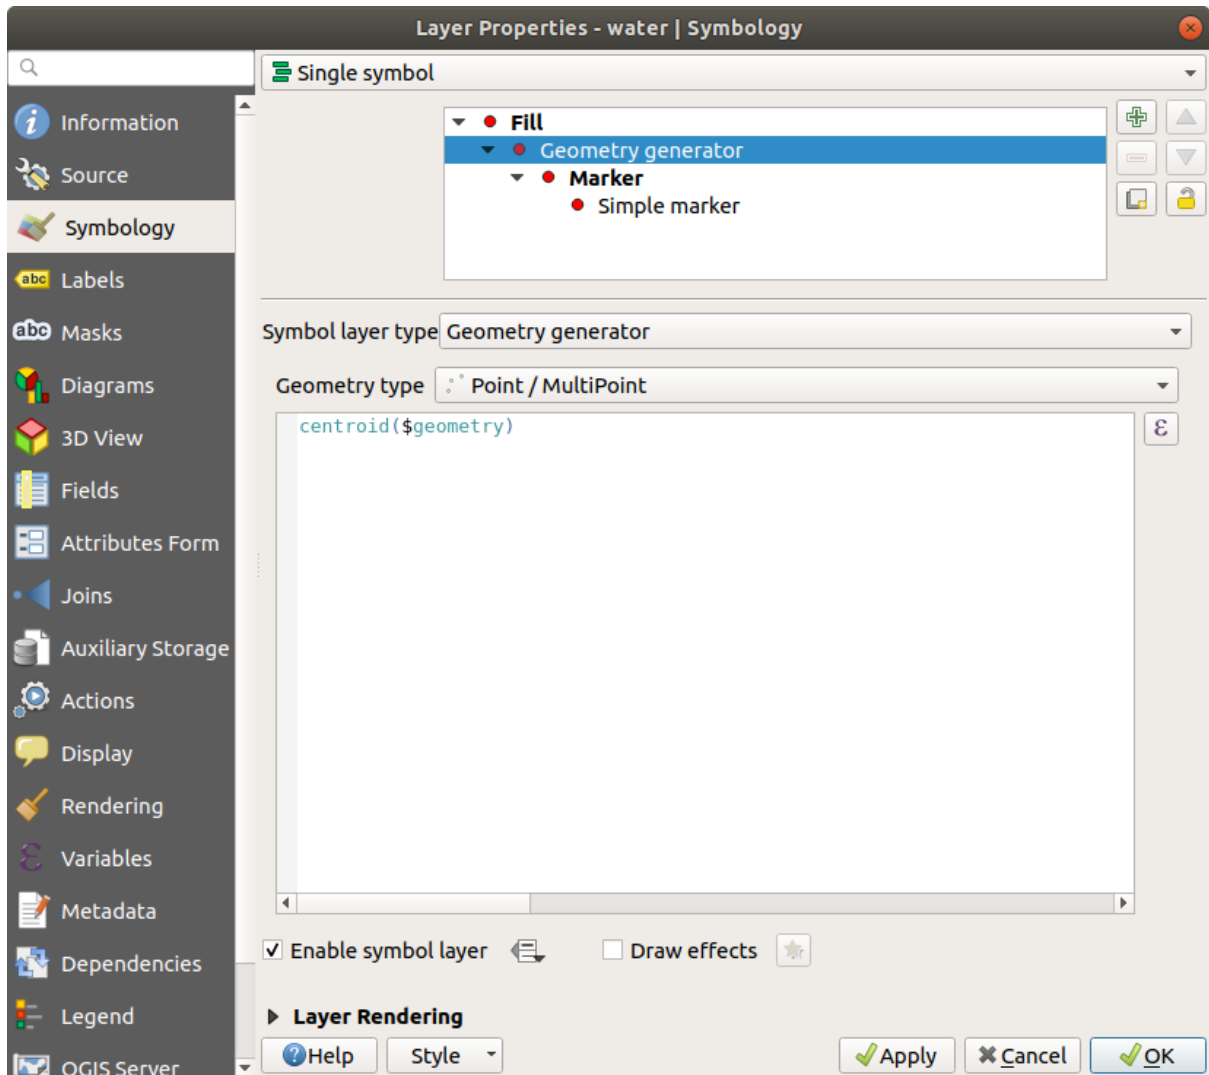 Layer Properties - water | Symbology
Single symbol
Information
Source
Symbology
Labels
Masks
Diagrams
3D View
Fields
Attributes Form
Joins
Auxiliary Storage
Actions
Display
Rendering
Variables
Metadata
Dependencies
Legend
QGIS Server
Fill
Geometry generator
Marker
Simple marker
Symbol layer type Geometry generator
Geometry type Point / MultiPoint
centroid($geometry)
ε
Enable symbol layer Draw effects
Layer Rendering
Help Style Apply Cancel OK